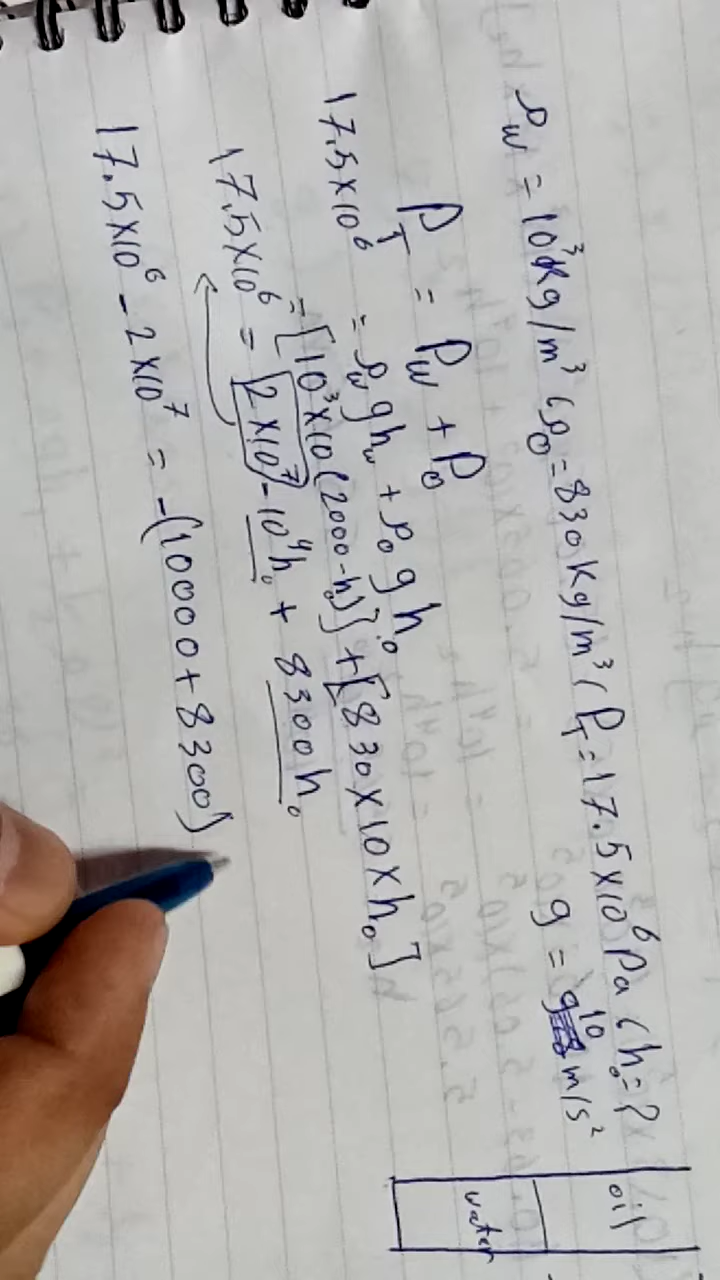 ρw = 10³ Kg/m³ ( ρo = 830 Kg/m³ ( PT = 17.5×10⁶ Pa ( ho = ?
g = 10 m/s²
PT = Pw + Po
17.5×10⁶ = ρw g hw + ρo g ho
= [10³×10(2000-ho)] + [830×10×ho]
17.5×10⁶ = 2×10⁷ - 10⁴ho + 8300ho
17.5×10⁶ - 2×10⁷ = -(10000+8300)
oil
water